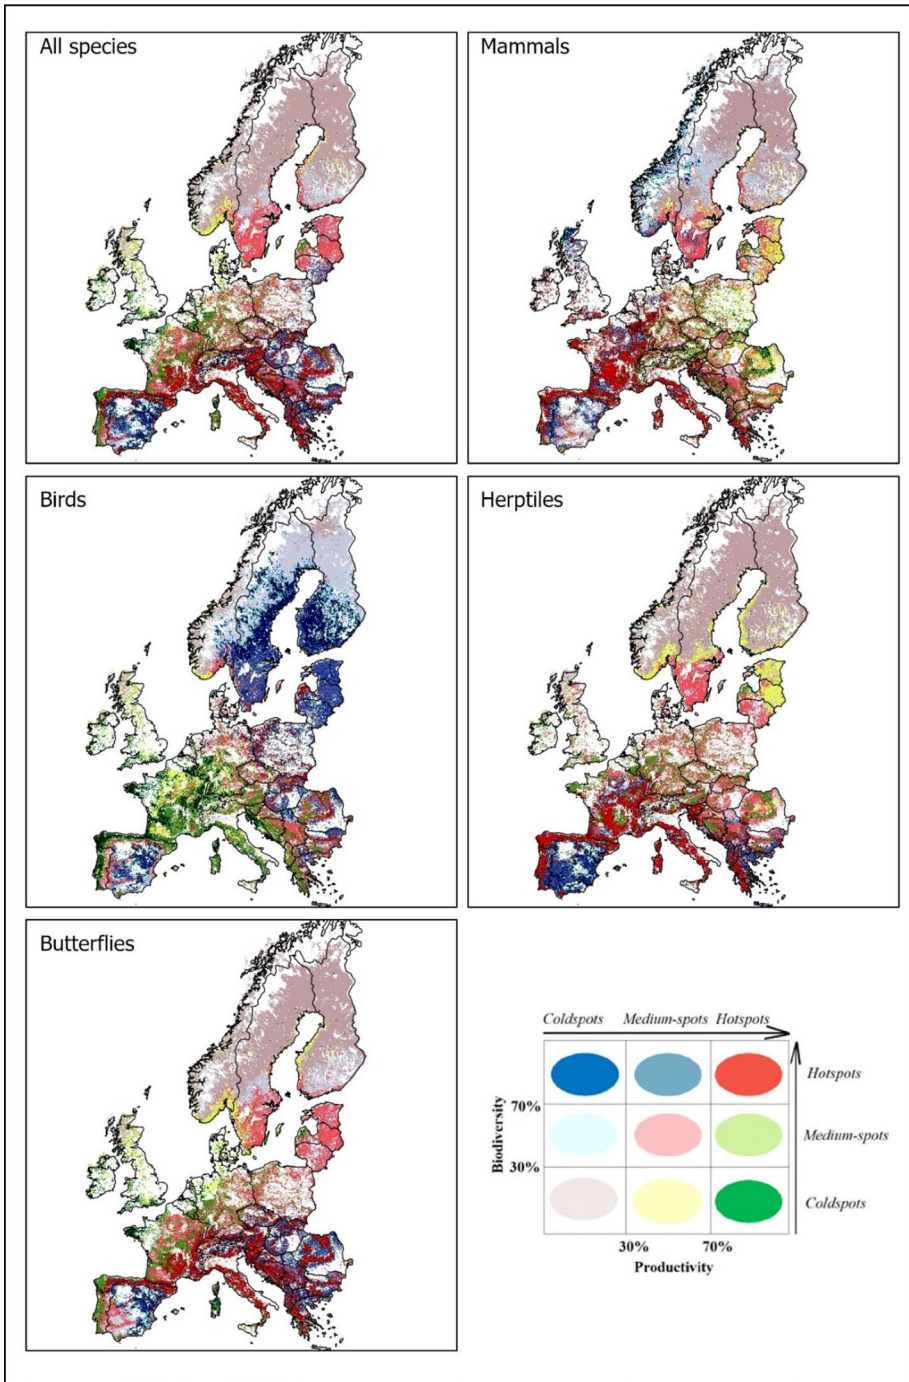 All species
Mammals
Birds
Herptiles
Butterflies
Coldspots Medium-spots Hotspots
Hotspots
70%
Medium-spots
Biodiversity
30%
Coldspots
30% 70%
Productivity